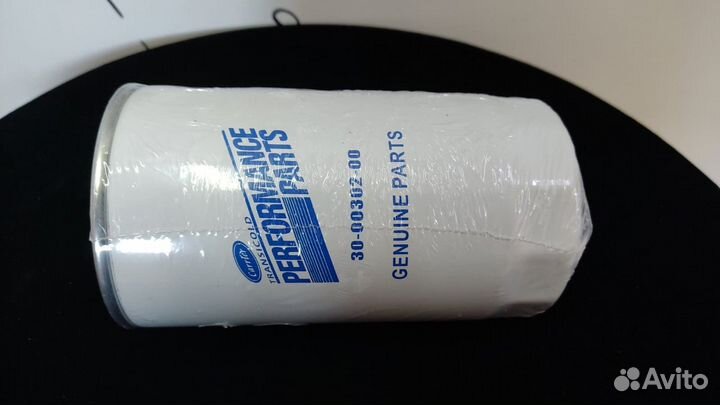 Carrier
TRANSICOLD
PERFORMANCE
PARTS
30-00302-00
GENUINE PARTS
Avito